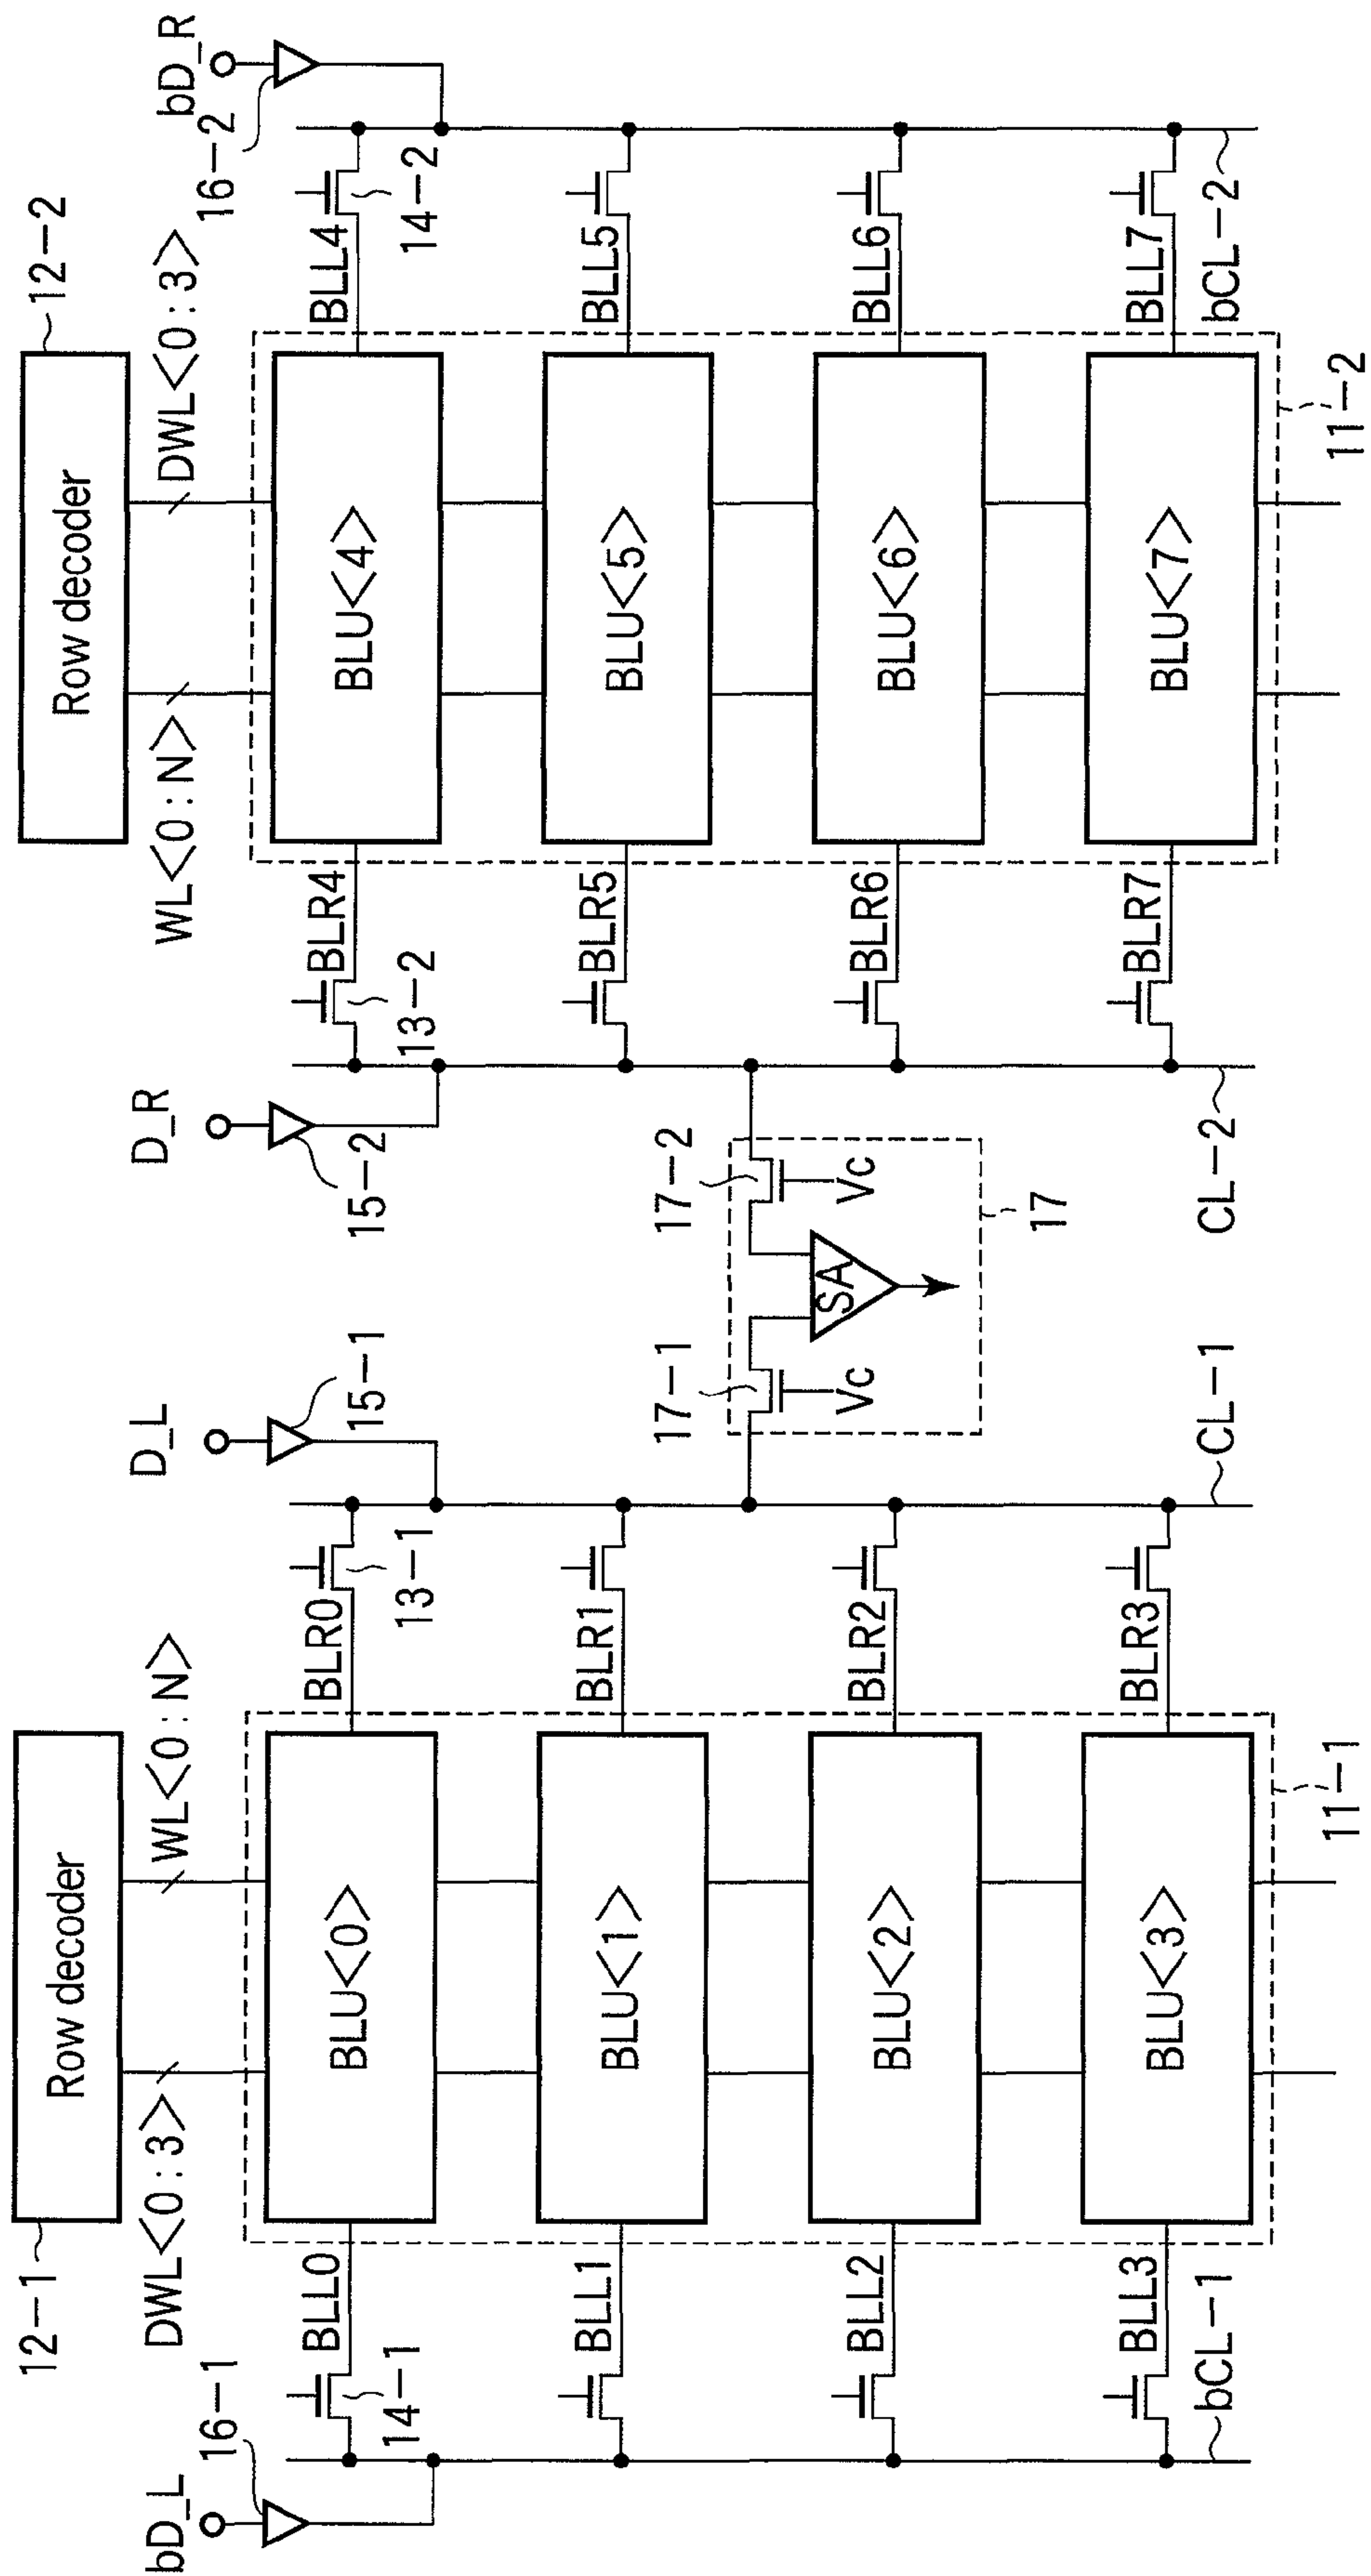 bD_L
16-1
12-1
Row decoder
DWL<0:3>
WL<0:N>
D_L
15-1
D_R
15-2
Row decoder
12-2
WL<0:N>
DWL<0:3>
bD_R
16-2
BLL0
14-1
BLU<0>
BLR0
13-1
BLR4
13-2
BLU<4>
BLL4
14-2
BLL1
BLU<1>
BLR1
BLR5
BLU<5>
BLL5
17-1
17-2
Vc
SA
Vc
BLL2
BLU<2>
BLR2
BLR6
BLU<6>
BLL6
17
BLL3
BLU<3>
BLR3
BLR7
BLU<7>
BLL7
bCL-1
CL-1
CL-2
bCL-2
11-1
11-2